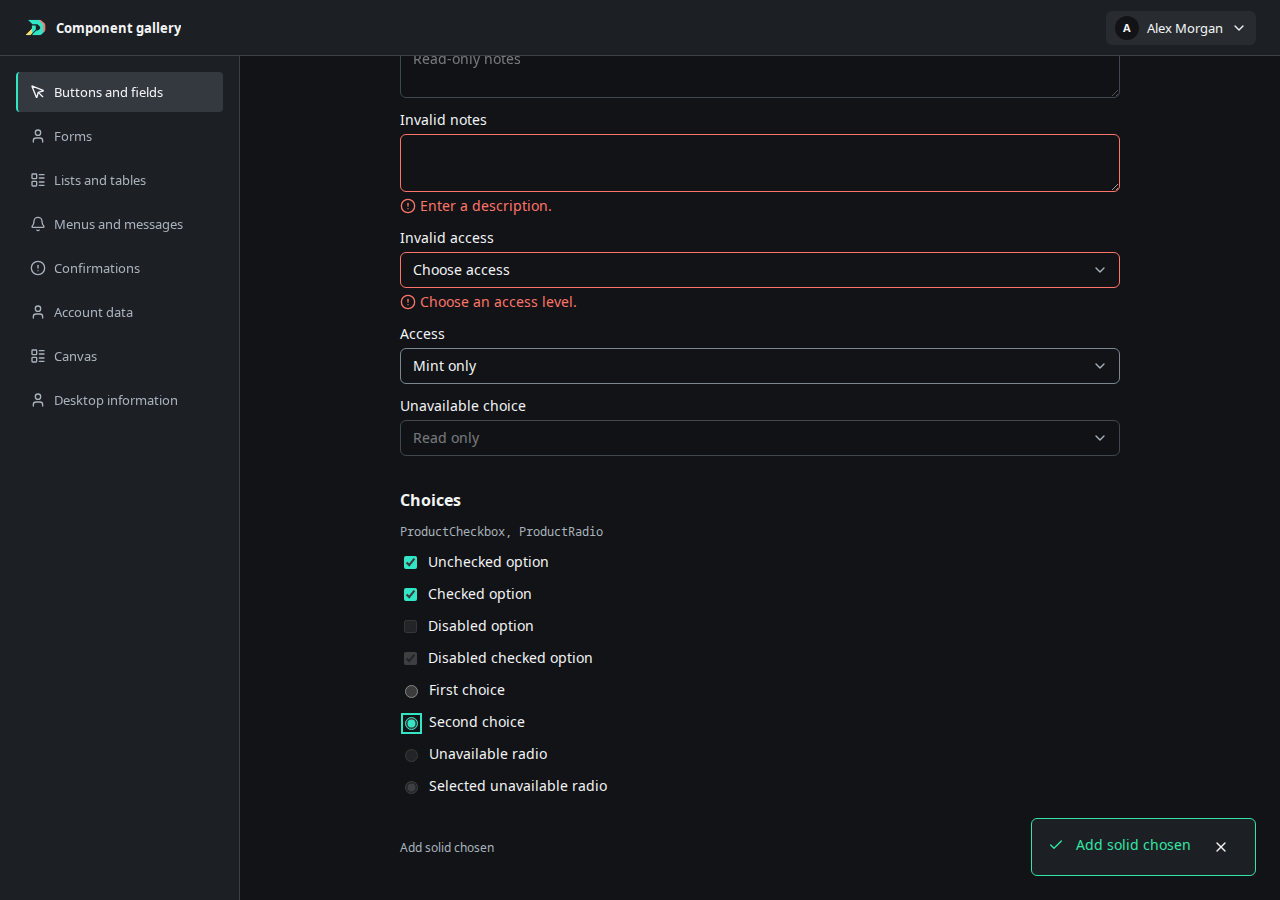 Component gallery
A
Alex Morgan
Buttons and fields
Forms
Lists and tables
Menus and messages
Confirmations
Account data
Canvas
Desktop information
Read-only notes
Invalid notes
Enter a description.
Invalid access
Choose access
Choose an access level.
Access
Mint only
Unavailable choice
Read only
Choices
ProductCheckbox, ProductRadio
Unchecked option
Checked option
Disabled option
Disabled checked option
First choice
Second choice
Unavailable radio
Selected unavailable radio
Add solid chosen
Add solid chosen